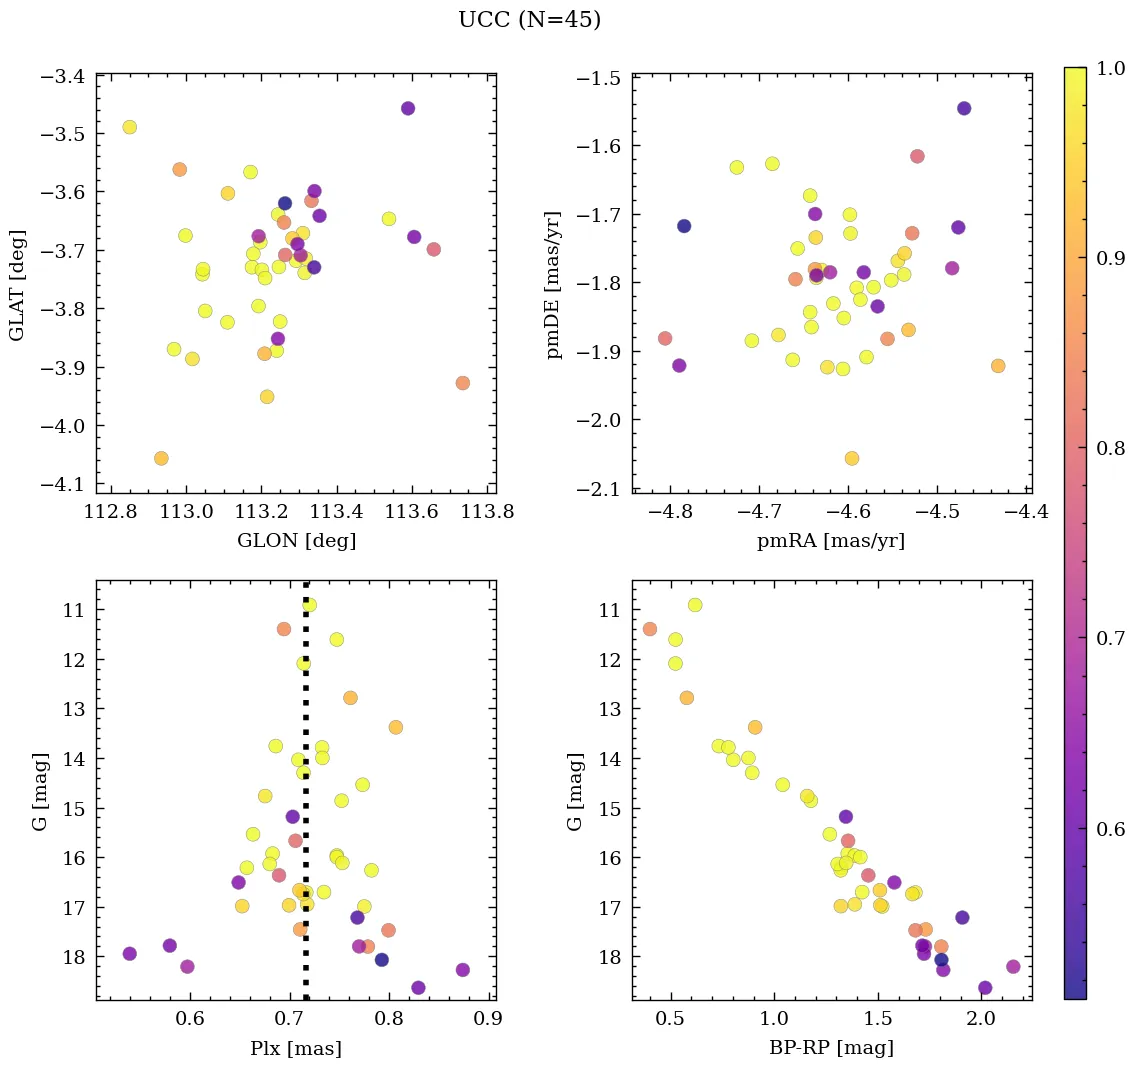 UCC (N=45)
−3.4
−3.5
−3.6
−3.7
−3.8
−3.9
−4.0
−4.1
GLAT [deg]
112.8 113.0 113.2 113.4 113.6 113.8
GLON [deg]
−1.5
−1.6
−1.7
−1.8
−1.9
−2.0
−2.1
pmDE [mas/yr]
−4.8 −4.7 −4.6 −4.5 −4.4
pmRA [mas/yr]
11
12
13
14
15
16
17
18
G [mag]
0.6 0.7 0.8 0.9
Plx [mas]
11
12
13
14
15
16
17
18
G [mag]
0.5 1.0 1.5 2.0
BP-RP [mag]
1.0
0.9
0.8
0.7
0.6